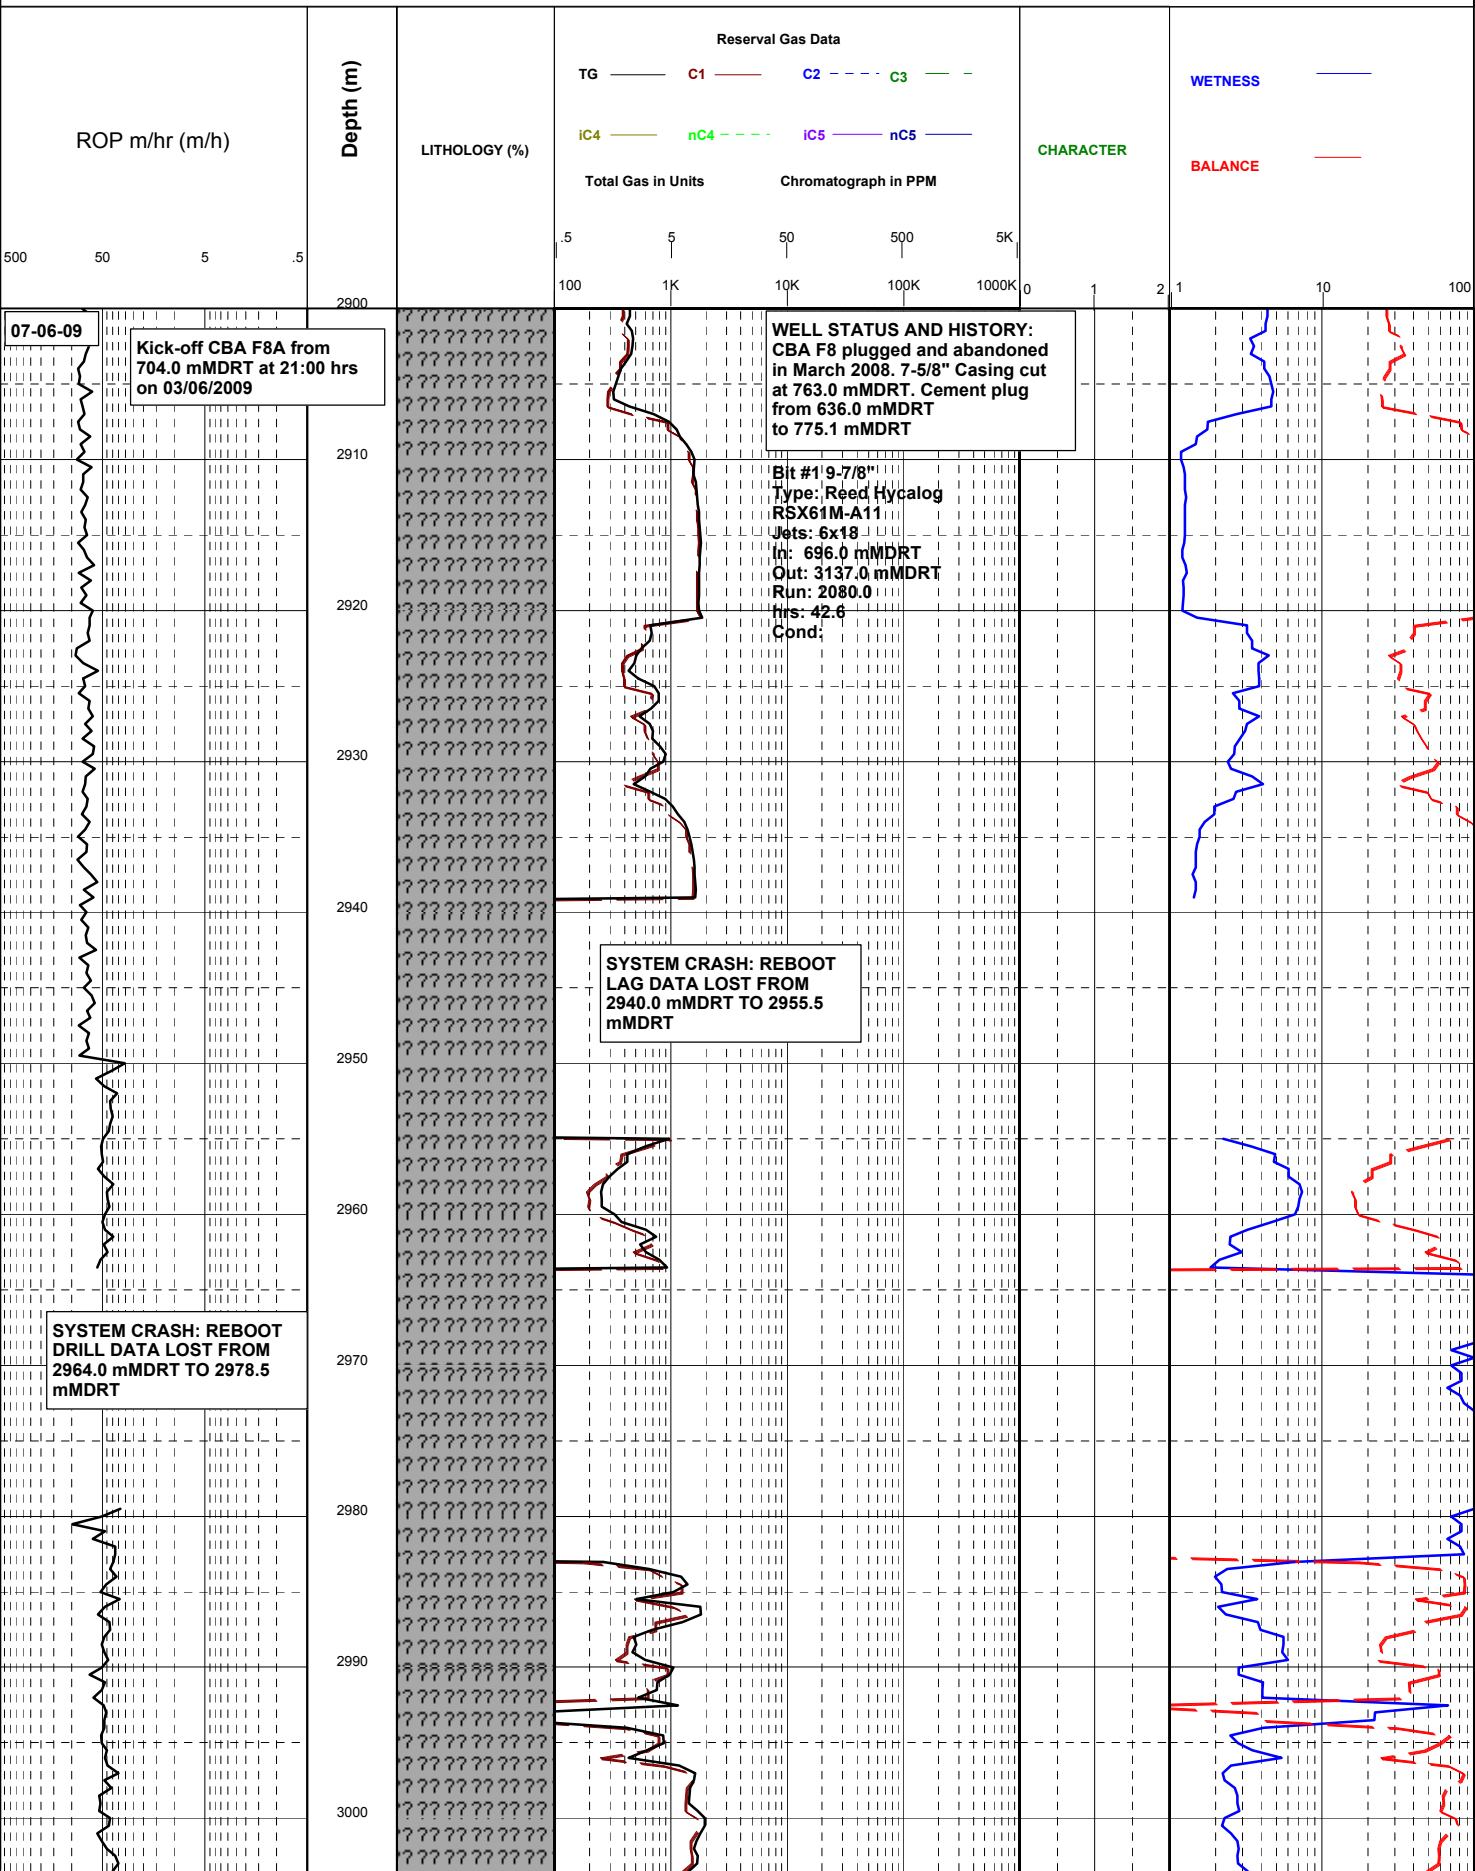 Reserval Gas Data
TG C1 C2 C3
iC4 nC4 iC5 nC5
Total Gas in Units Chromatograph in PPM
ROP m/hr (m/h)
Depth (m)
LITHOLOGY (%)
CHARACTER
WETNESS
BALANCE
500 50 5 .5
.5 5 50 500 5K
100 1K 10K 100K 1000K
0 1 2
1 10 100
2900
07-06-09
Kick-off CBA F8A from
704.0 mMDRT at 21:00 hrs
on 03/06/2009
WELL STATUS AND HISTORY:
CBA F8 plugged and abandoned
in March 2008. 7-5/8" Casing cut
at 763.0 mMDRT. Cement plug
from 636.0 mMDRT
to 775.1 mMDRT
2910
Bit #1 9-7/8"
Type: Reed Hycalog
RSX61M-A11
Jets: 6x18
In: 696.0 mMDRT
Out: 3137.0 mMDRT
Run: 2080.0
hrs: 42.6
Cond:
2920
2930
2940
SYSTEM CRASH: REBOOT
LAG DATA LOST FROM
2940.0 mMDRT TO 2955.5
mMDRT
2950
2960
SYSTEM CRASH: REBOOT
DRILL DATA LOST FROM
2964.0 mMDRT TO 2978.5
mMDRT
2970
2980
2990
3000